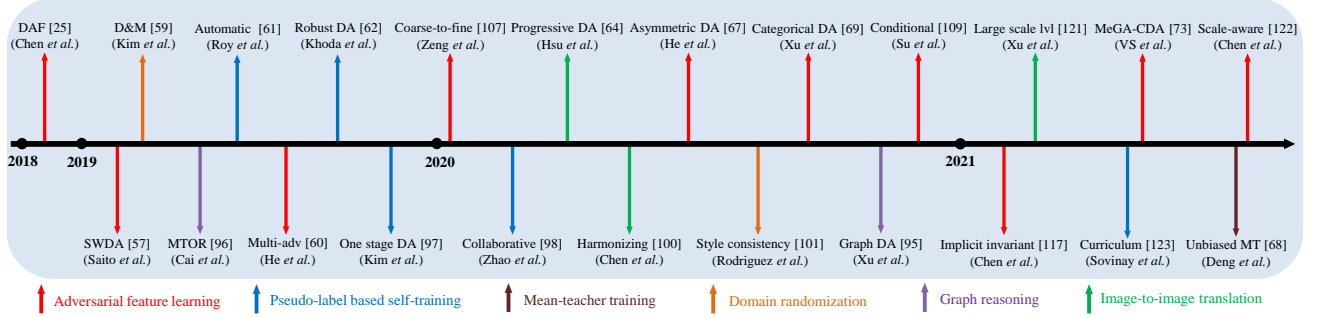 DAF [25]
(Chen et al.)
D&M [59]
(Kim et al.)
Automatic [61]
(Roy et al.)
Robust DA [62]
(Khoda et al.)
Coarse-to-fine [107]
(Zeng et al.)
Progressive DA [64]
(Hsu et al.)
Asymmetric DA [67]
(He et al.)
Categorical DA [69]
(Xu et al.)
Conditional [109]
(Su et al.)
Large scale lvl [121]
(Xu et al.)
MeGA-CDA [73]
(VS et al.)
Scale-aware [122]
(Chen et al.)
2018
2019
2020
2021
SWDA [57]
(Saito et al.)
MTOR [96]
(Cai et al.)
Multi-adv [60]
(He et al.)
One stage DA [97]
(Kim et al.)
Collaborative [98]
(Zhao et al.)
Harmonizing [100]
(Chen et al.)
Style consistency [101]
(Rodriguez et al.)
Graph DA [95]
(Xu et al.)
Implicit invariant [117]
(Chen et al.)
Curriculum [123]
(Sovinay et al.)
Unbiased MT [68]
(Deng et al.)
Adversarial feature learning
Pseudo-label based self-training
Mean-teacher training
Domain randomization
Graph reasoning
Image-to-image translation